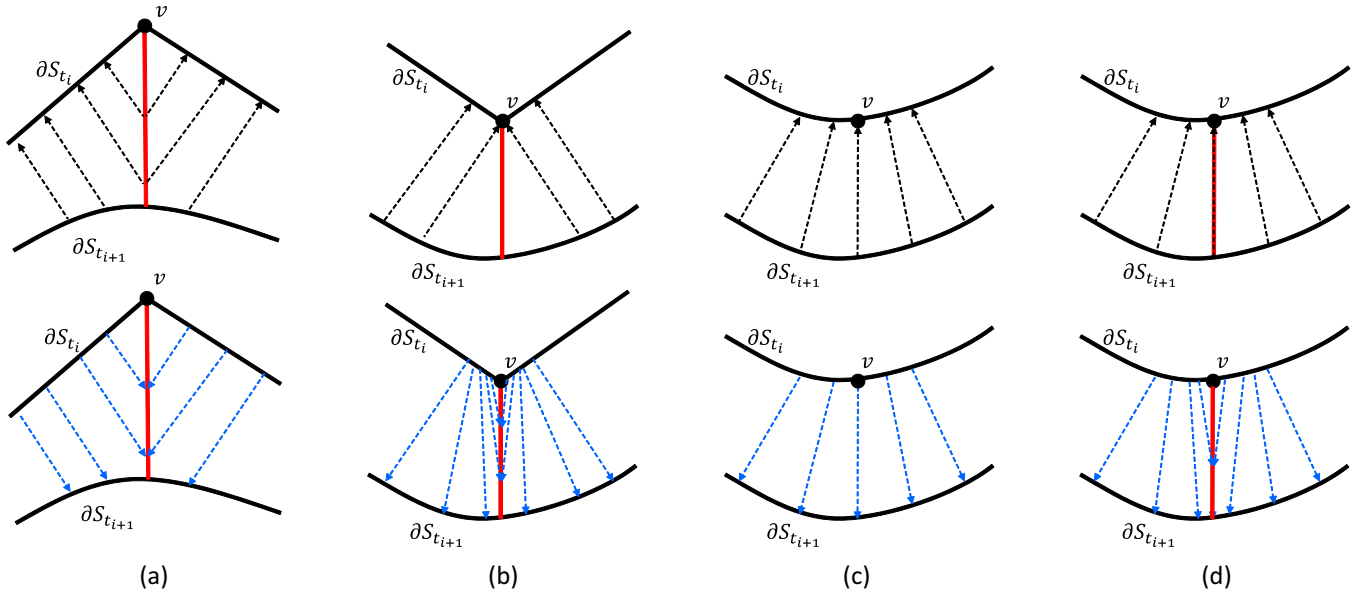 v
∂S_{t_i}
∂S_{t_{i+1}}
v
∂S_{t_i}
∂S_{t_{i+1}}
v
∂S_{t_i}
∂S_{t_{i+1}}
v
∂S_{t_i}
∂S_{t_{i+1}}
v
∂S_{t_i}
∂S_{t_{i+1}}
v
∂S_{t_i}
∂S_{t_{i+1}}
v
∂S_{t_i}
∂S_{t_{i+1}}
v
∂S_{t_i}
∂S_{t_{i+1}}
(a) (b) (c) (d)